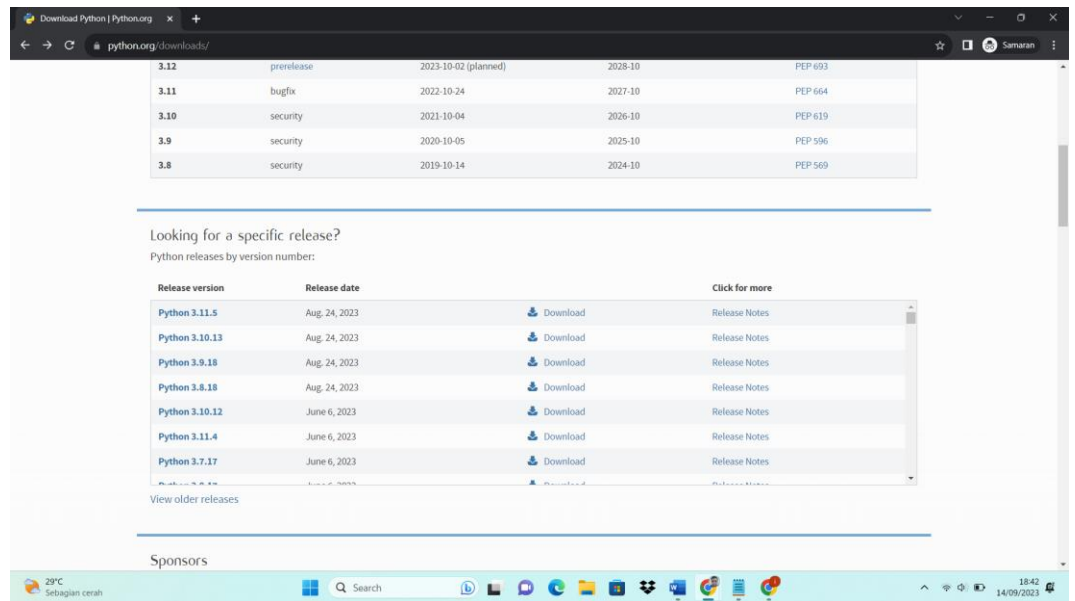 Download Python | Python.org
python.org/downloads/
Samaran
3.12 prerelease 2023-10-02 (planned) 2028-10 PEP 693
3.11 bugfix 2022-10-24 2027-10 PEP 664
3.10 security 2021-10-04 2026-10 PEP 619
3.9 security 2020-10-05 2025-10 PEP 596
3.8 security 2019-10-14 2024-10 PEP 569
Looking for a specific release?
Python releases by version number:
Release version Release date Click for more
Python 3.11.5 Aug. 24, 2023 Download Release Notes
Python 3.10.13 Aug. 24, 2023 Download Release Notes
Python 3.9.18 Aug. 24, 2023 Download Release Notes
Python 3.8.18 Aug. 24, 2023 Download Release Notes
Python 3.10.12 June 6, 2023 Download Release Notes
Python 3.11.4 June 6, 2023 Download Release Notes
Python 3.7.17 June 6, 2023 Download Release Notes
View older releases
Sponsors
29°C
Sebagian cerah
Search
18:42
14/09/2023